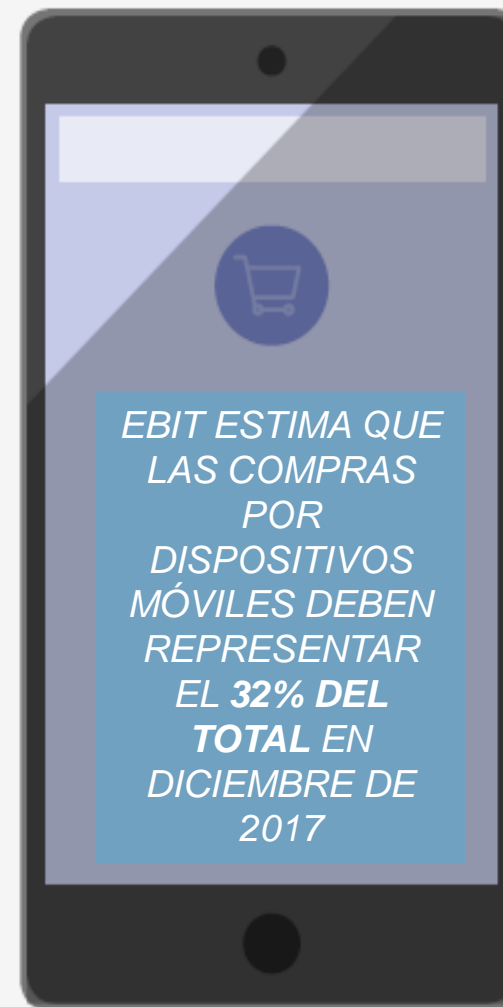 EBIT ESTIMA QUE
LAS COMPRAS
POR
DISPOSITIVOS
MÓVILES DEBEN
REPRESENTAR
EL 32% DEL
TOTAL EN
DICIEMBRE DE
2017